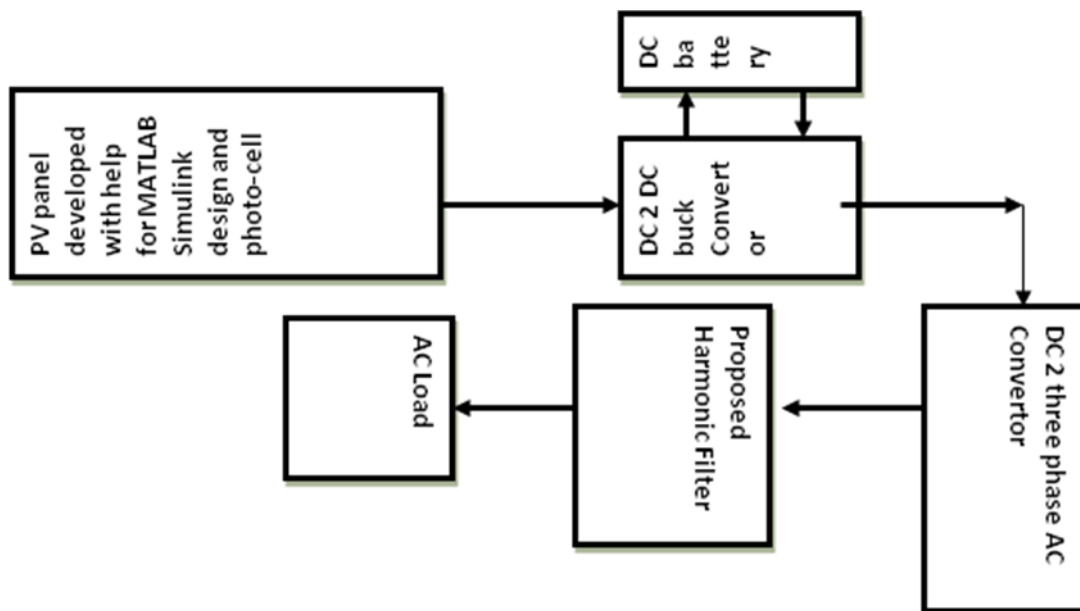 PV panel
developed
with help
for MATLAB
Simulink
design and
photo-cell
DC
ba
tte
ry
DC 2 DC
buck
Convert
or
DC 2 three phase AC
Convertor
Proposed
Harmonic Filter
AC Load